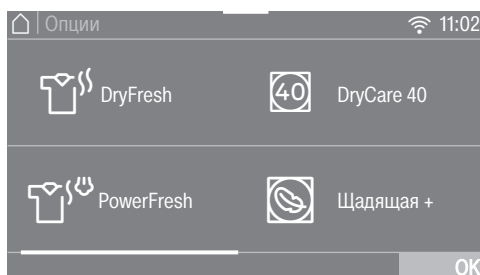 Опции 11:02
DryFresh
40 DryCare 40
PowerFresh
Щадящая +
OK